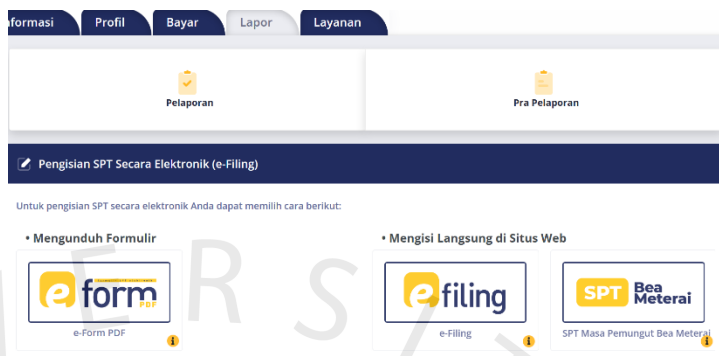 nformasi Profil Bayar Lapor Layanan
Pelaporan Pra Pelaporan
Pengisian SPT Secara Elektronik (e-Filing)
Untuk pengisian SPT secara elektronik Anda dapat memilih cara berikut:
• Mengunduh Formulir • Mengisi Langsung di Situs Web
e form PDF e filing SPT Bea Meterai
e-Form PDF e-Filing SPT Masa Pemungut Bea Meterai
E R S